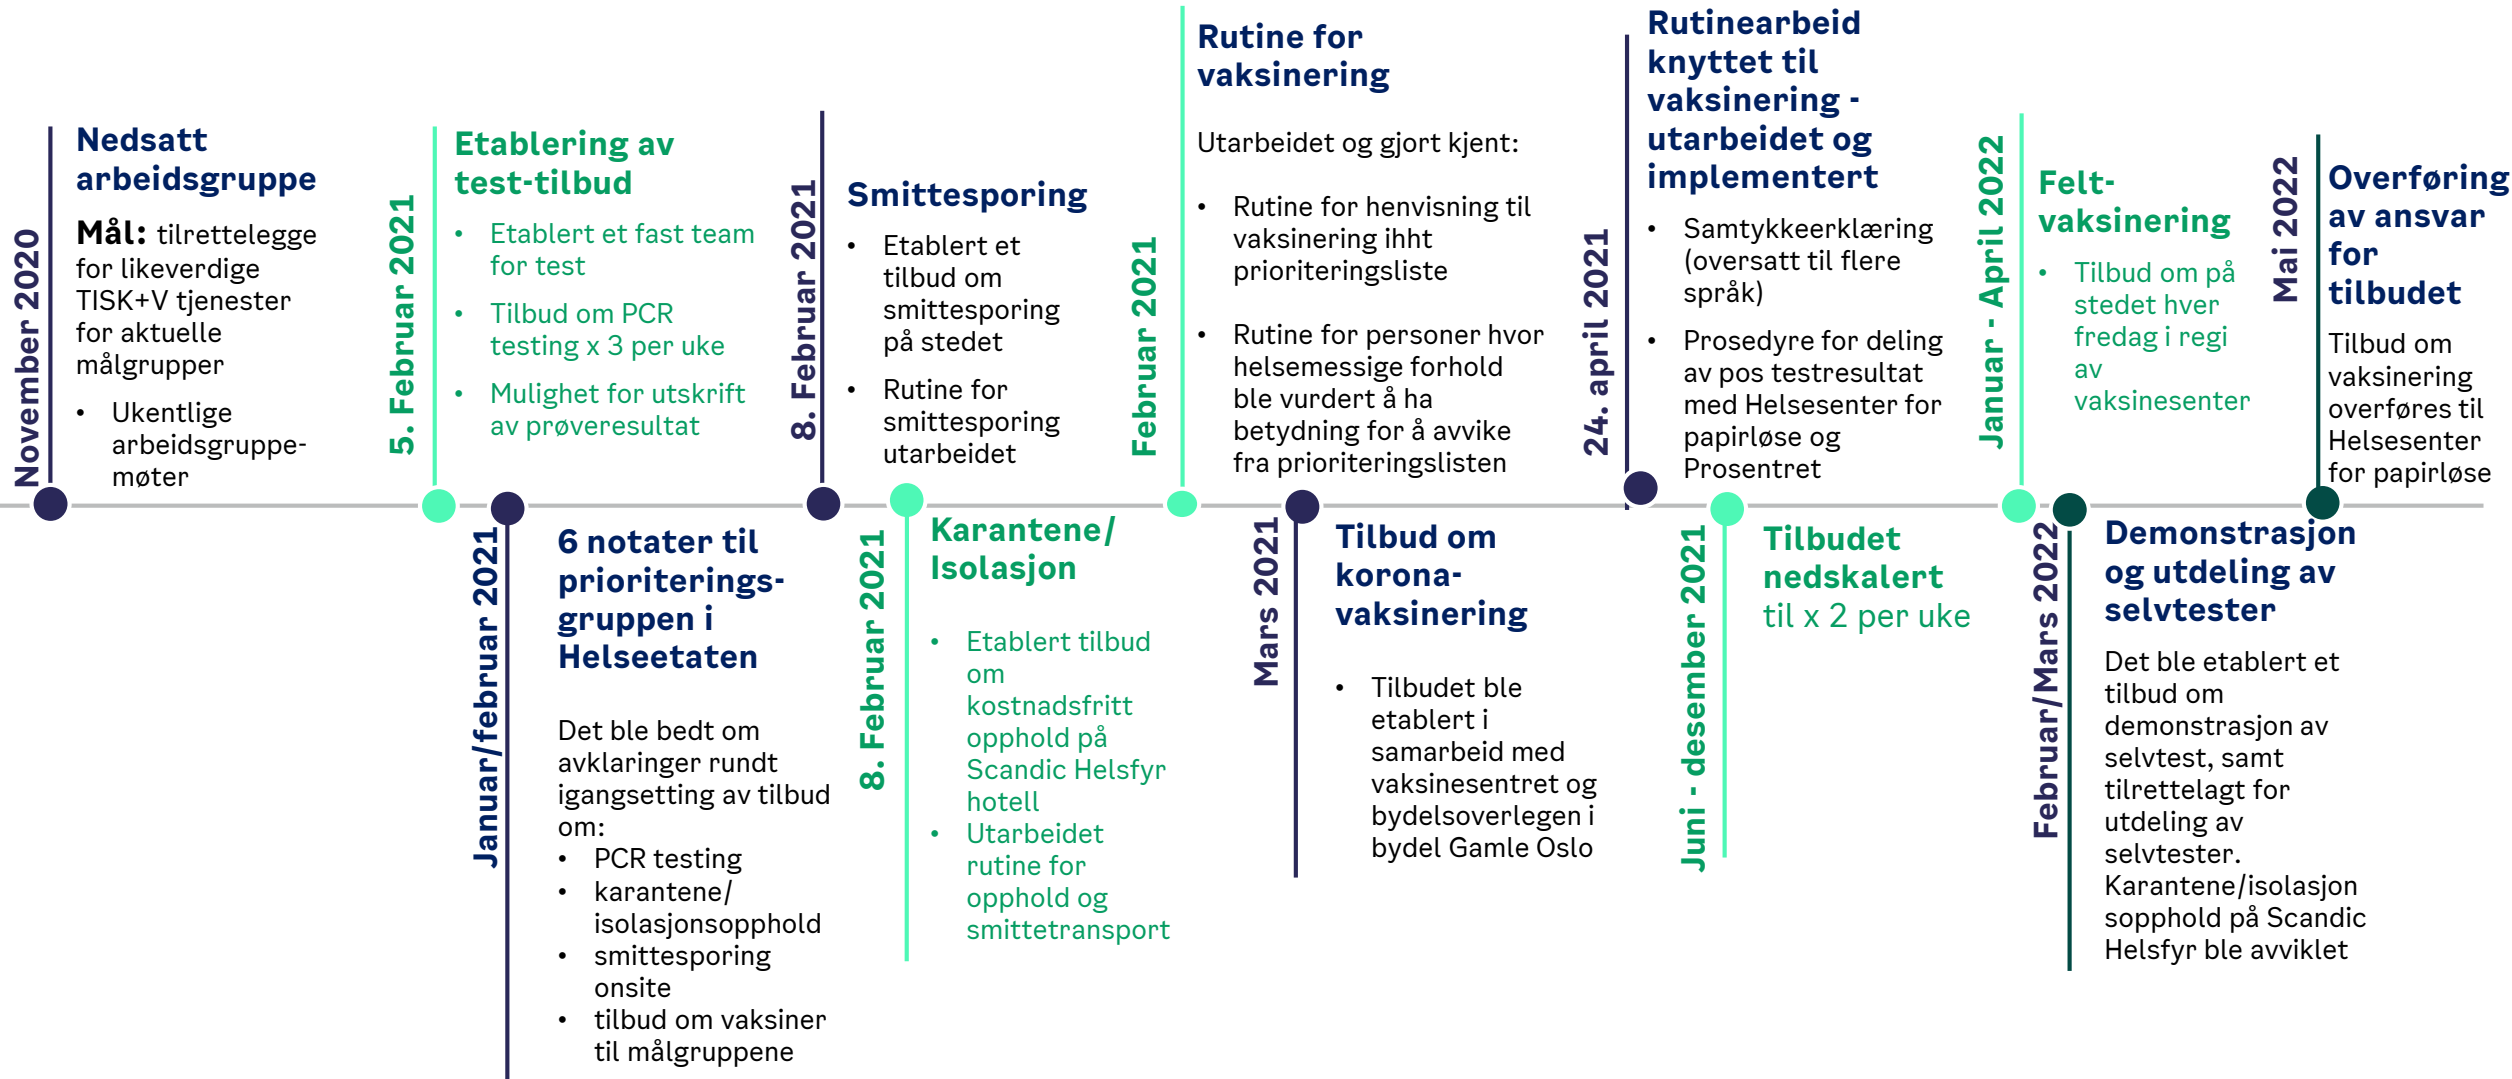 November 2020
Nedsatt
arbeidsgruppe
Mål: tilrettelegge
for likeverdige
TISK+V tjenester
for aktuelle
målgrupper
• Ukentlige
arbeidsgruppe-
møter
5. Februar 2021
Etablering av
test-tilbud
• Etablert et fast team
for test
• Tilbud om PCR
testing x 3 per uke
• Mulighet for utskrift
av prøveresultat
8. Februar 2021
Smittesporing
• Etablert et
tilbud om
smittesporing
på stedet
• Rutine for
smittesporing
utarbeidet
Februar 2021
Rutine for
vaksinering
Utarbeidet og gjort kjent:
• Rutine for henvisning til
vaksinering ihht
prioriteringsliste
• Rutine for personer hvor
helsemessige forhold
ble vurdert å ha
betydning for å avvike
fra prioriteringslisten
24. april 2021
Rutinearbeid
knyttet til
vaksinering -
utarbeidet og
implementert
• Samtykkeerklæring
(oversatt til flere
språk)
• Prosedyre for deling
av pos testresultat
med Helsesenter for
papirløse og
Prosentret
Januar - April 2022
Felt-
vaksinering
• Tilbud om på
stedet hver
fredag i regi
av
vaksinesenter
Mai 2022
Overføring
av ansvar
for
tilbudet
Tilbud om
vaksinering
overføres til
Helsesenter
for papirløse
Januar/februar 2021
6 notater til
prioriterings-
gruppen i
Helseetaten
Det ble bedt om
avklaringer rundt
igangsetting av tilbud
om:
• PCR testing
• karantene/
isolasjonsopphold
• smittesporing
onsite
• tilbud om vaksiner
til målgruppene
8. Februar 2021
Karantene/
Isolasjon
• Etablert tilbud
om
kostnadsfritt
opphold på
Scandic Helsfyr
hotell
• Utarbeidet
rutine for
opphold og
smittetransport
Mars 2021
Tilbud om
korona-
vaksinering
• Tilbudet ble
etablert i
samarbeid med
vaksinesentret og
bydelsoverlegen i
bydel Gamle Oslo
Juni - desember 2021
Tilbudet
nedskalert
til x 2 per uke
Februar/Mars 2022
Demonstrasjon
og utdeling av
selvtester
Det ble etablert et
tilbud om
demonstrasjon av
selvtest, samt
tilrettelagt for
utdeling av
selvtester.
Karantene/isolasjon
sopphold på Scandic
Helsfyr ble avviklet